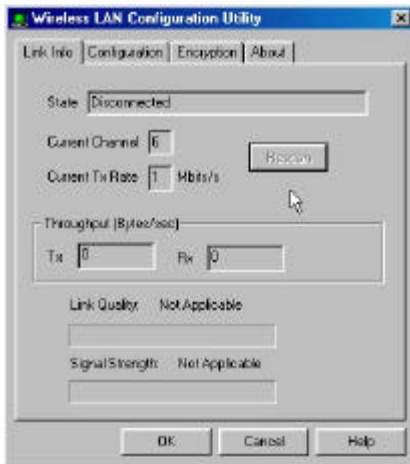 Wireless LAN Configuration Utility
Link Info Configuration Encryption About
State Disconnected
Current Channel 6
Rescan
Current Tx Rate 1 Mbits/s
Throughput (Bytes/sec)
Tx 0 Rx 0
Link Quality: Not Applicable
Signal Strength: Not Applicable
OK Cancel Help